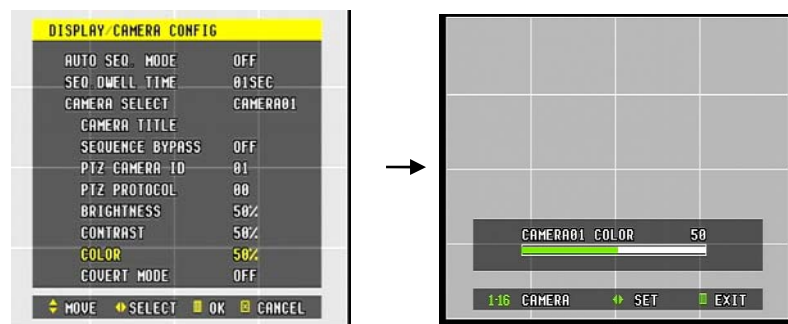 DISPLAY/CAMERA CONFIG
AUTO SEQ. MODE OFF
SEQ.DWELL TIME 01SEC
CAMERA SELECT CAMERA01
CAMERA TITLE
SEQUENCE BYPASS OFF
PTZ CAMERA ID 01
PTZ PROTOCOL 00
BRIGHTNESS 50%
CONTRAST 50%
COLOR 50%
COVERT MODE OFF
MOVE SELECT OK CANCEL
CAMERA01 COLOR 50
1-16 CAMERA SET EXIT